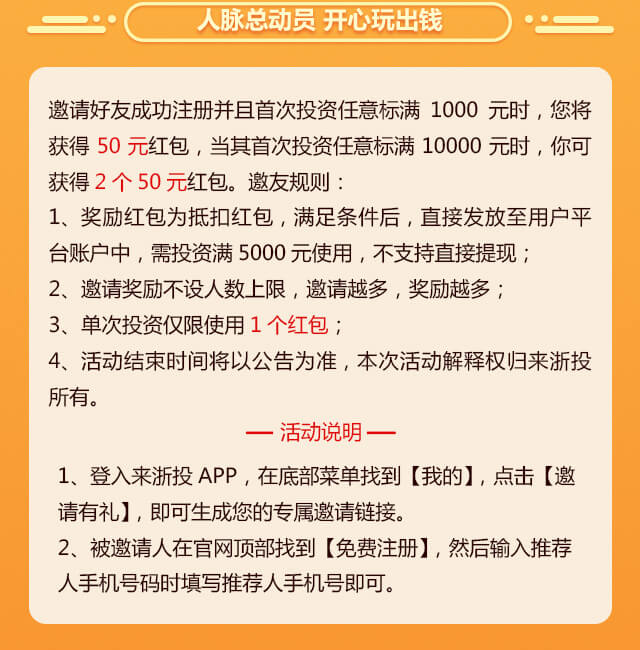 人脉总动员 开心玩出钱
邀请好友成功注册并且首次投资任意标满 1000 元时，您将
获得 50 元红包，当其首次投资任意标满 10000 元时，你可
获得 2 个 50 元红包。邀友规则：
1、奖励红包为抵扣红包，满足条件后，直接发放至用户平
台账户中，需投资满 5000 元使用，不支持直接提现；
2、邀请奖励不设人数上限，邀请越多，奖励越多；
3、单次投资仅限使用 1 个红包；
4、活动结束时间将以公告为准，本次活动解释权归来浙投
所有。
活动说明
1、登入来浙投 APP，在底部菜单找到【我的】，点击【邀
请有礼】，即可生成您的专属邀请链接。
2、被邀请人在官网顶部找到【免费注册】，然后输入推荐
人手机号码时填写推荐人手机号即可。